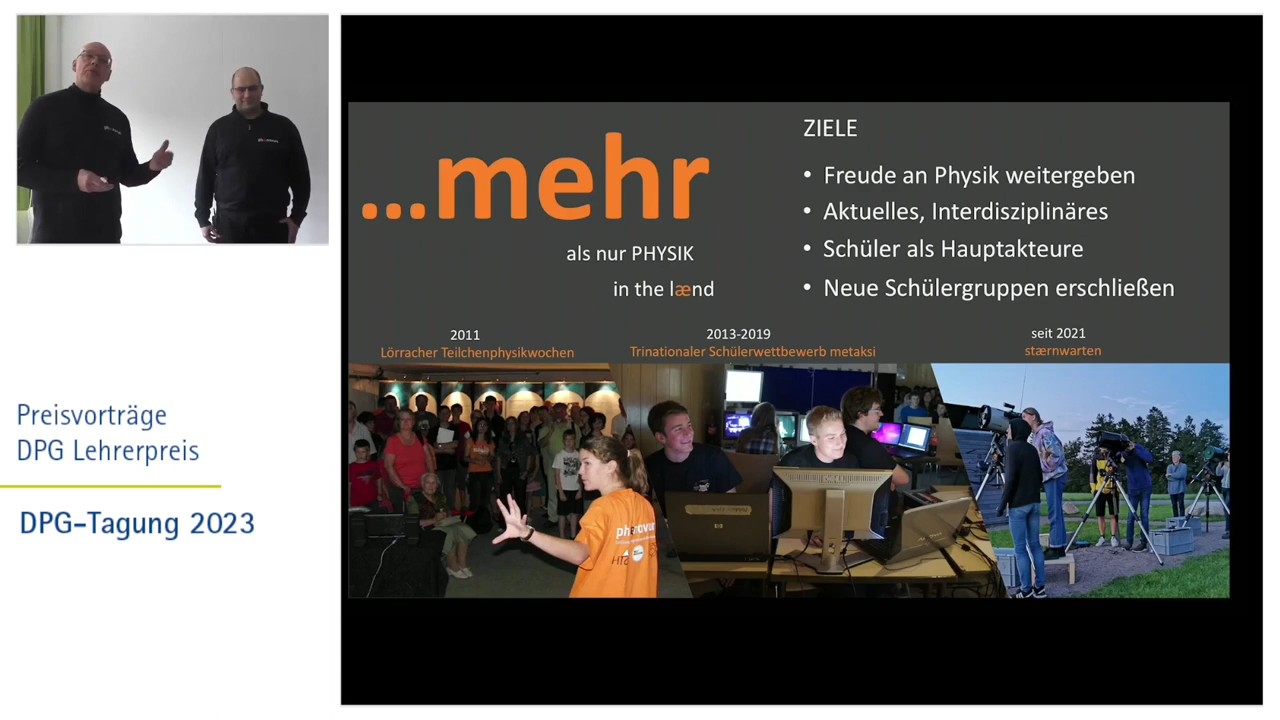 Preisvorträge
DPG Lehrerpreis
DPG-Tagung 2023
...mehr
als nur PHYSIK
in the lænd
ZIELE
• Freude an Physik weitergeben
• Aktuelles, Interdisziplinäres
• Schüler als Hauptakteure
• Neue Schülergruppen erschließen
2011
Lörracher Teilchenphysikwochen
2013-2019
Trinationaler Schülerwettbewerb metaksi
seit 2021
stærnwarten